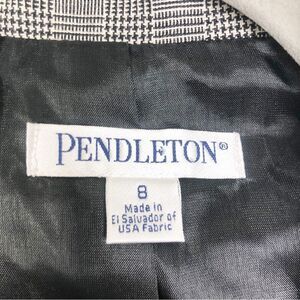 PENDLETON®
8
Made in
El Salvador of
USA Fabric